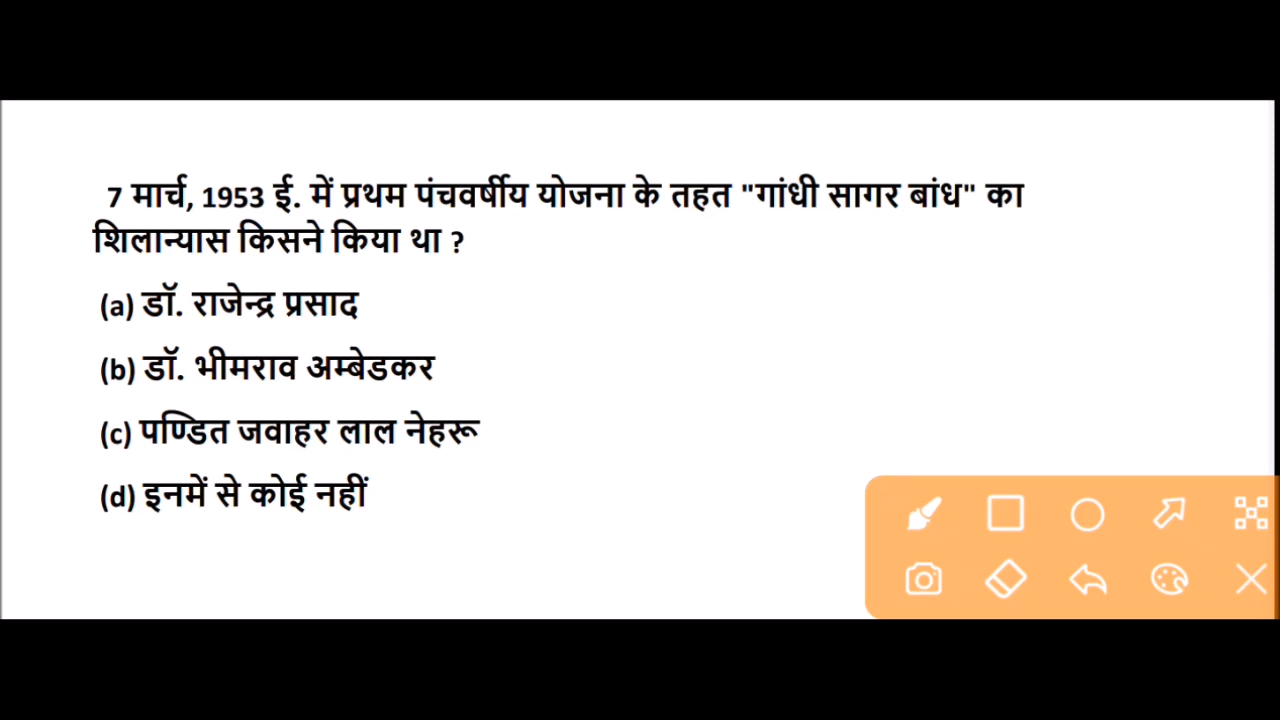 7 मार्च, 1953 ई. में प्रथम पंचवर्षीय योजना के तहत "गांधी सागर बांध" का
शिलान्यास किसने किया था ?
(a) डॉ. राजेन्द्र प्रसाद
(b) डॉ. भीमराव अम्बेडकर
(c) पण्डित जवाहर लाल नेहरू
(d) इनमें से कोई नहीं